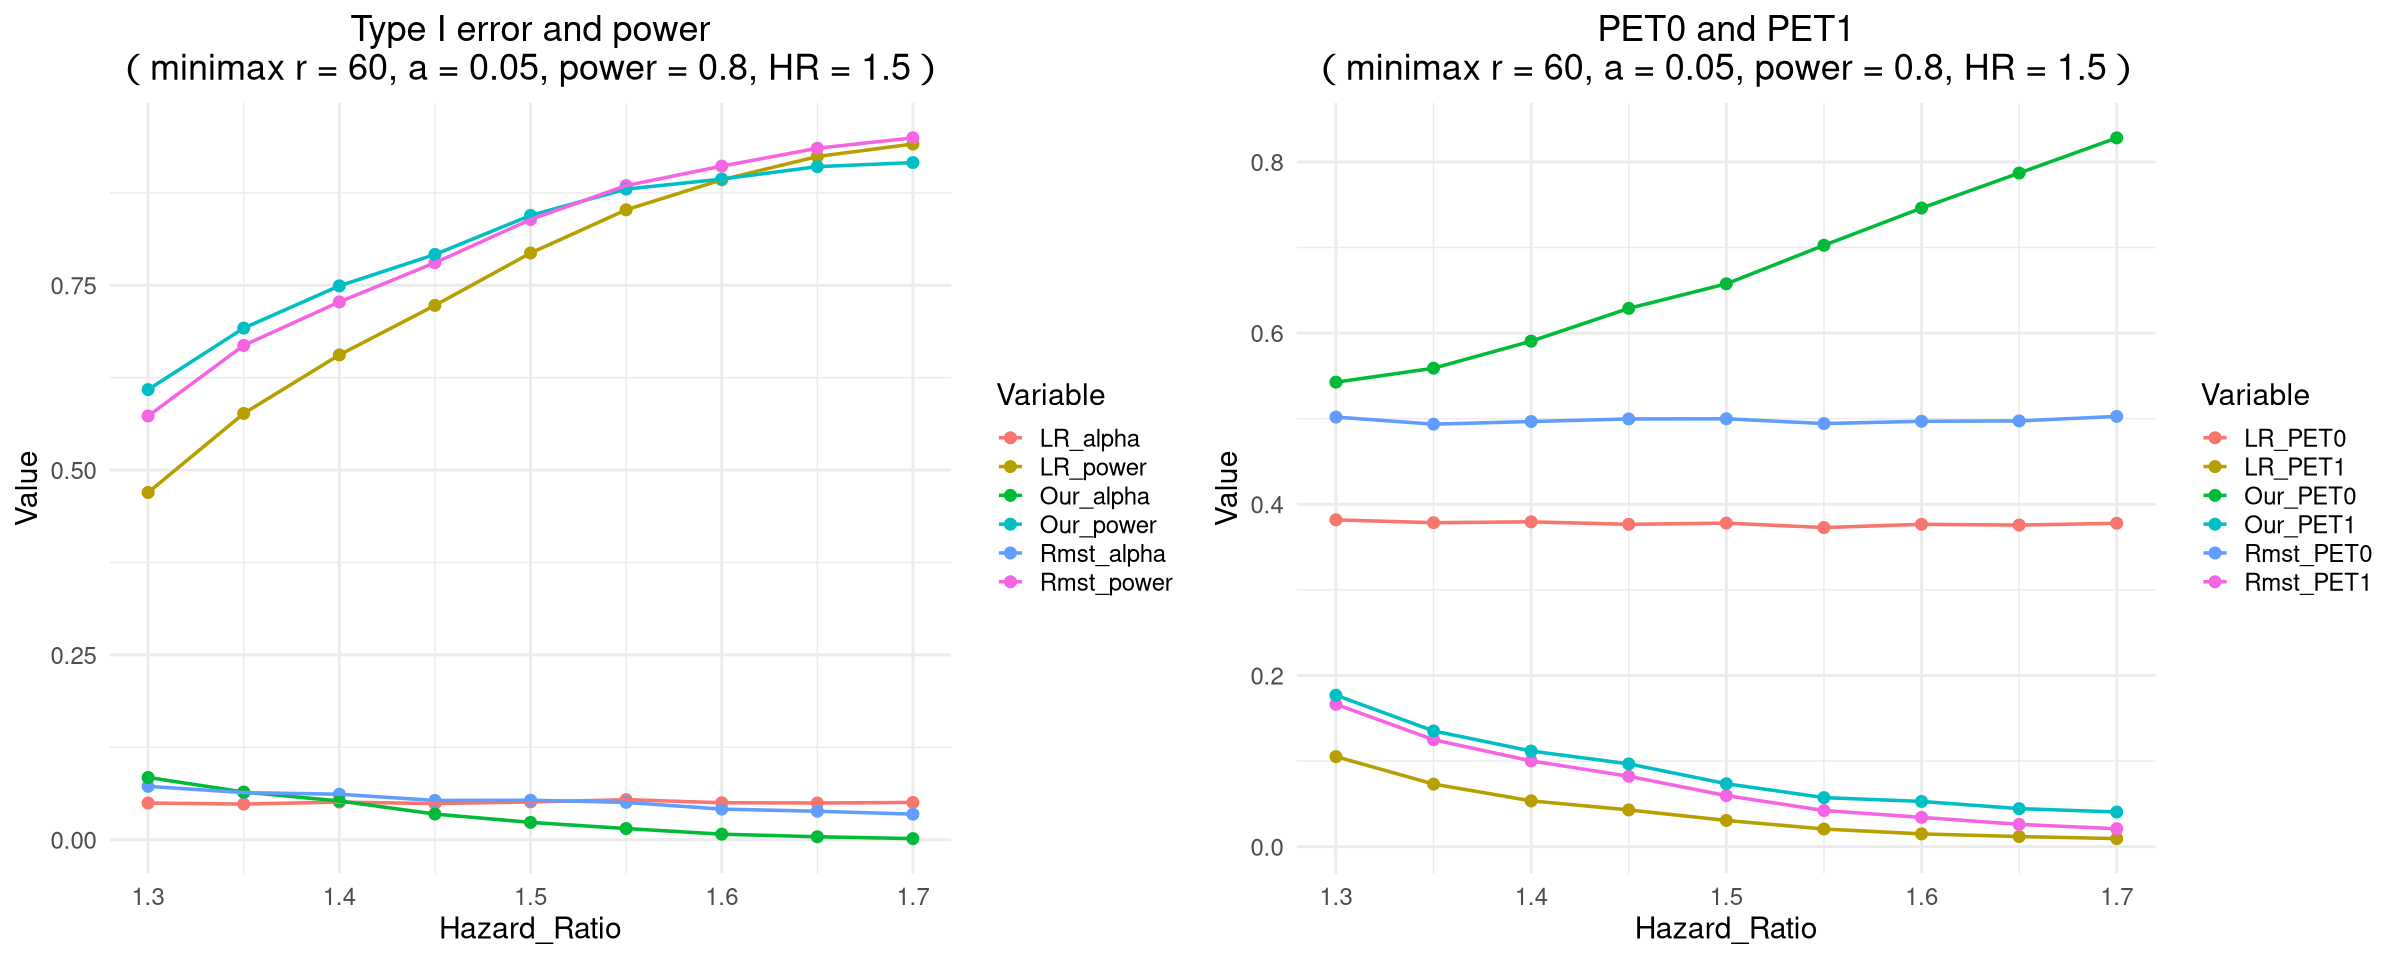 Type I error and power
( minimax r = 60, a = 0.05, power = 0.8, HR = 1.5 )
Value
0.75
0.50
0.25
0.00
1.3 1.4 1.5 1.6 1.7
Hazard_Ratio
Variable
LR_alpha
LR_power
Our_alpha
Our_power
Rmst_alpha
Rmst_power
PET0 and PET1
( minimax r = 60, a = 0.05, power = 0.8, HR = 1.5 )
Value
0.8
0.6
0.4
0.2
0.0
1.3 1.4 1.5 1.6 1.7
Hazard_Ratio
Variable
LR_PET0
LR_PET1
Our_PET0
Our_PET1
Rmst_PET0
Rmst_PET1